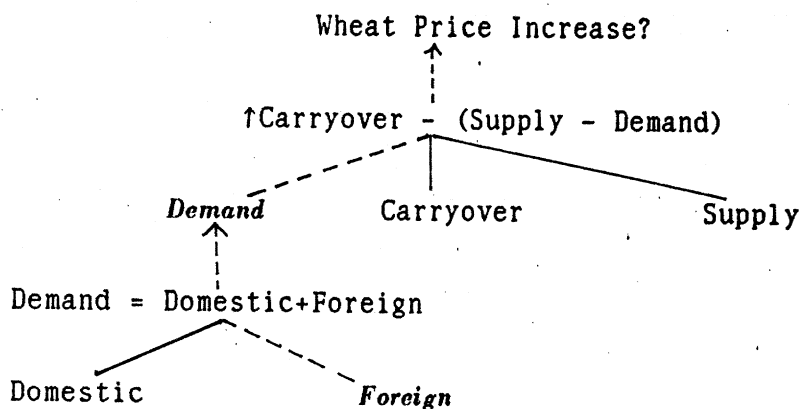 Wheat Price Increase?
↑Carryover - (Supply - Demand)
Demand Carryover Supply
Demand = Domestic+Foreign
Domestic Foreign